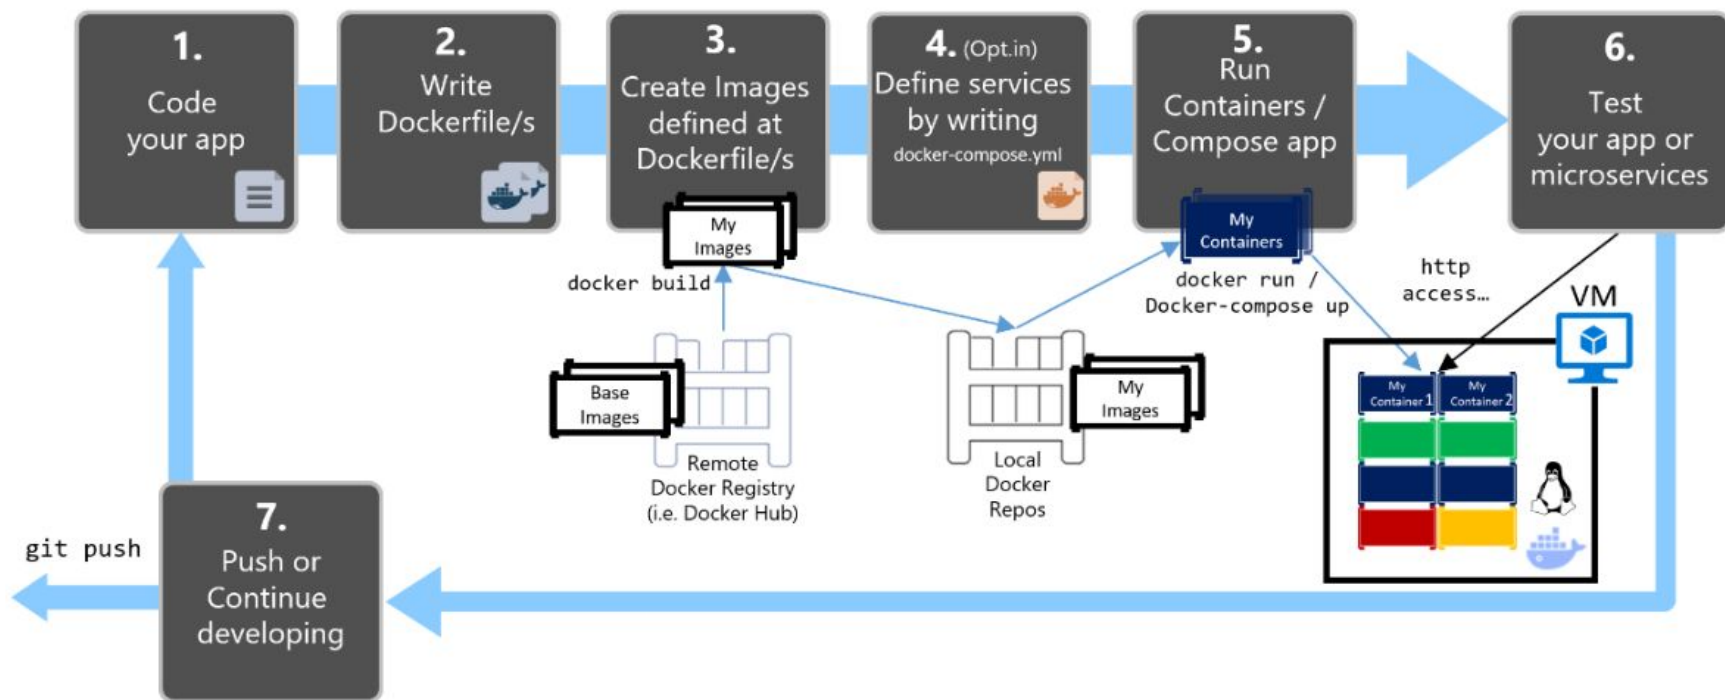 1.
Code
your app
2.
Write
Dockerfile/s
3.
Create Images
defined at
Dockerfile/s
4. (Opt.in)
Define services
by writing
docker-compose.yml
5.
Run
Containers /
Compose app
6.
Test
your app or
microservices
My
Images
docker build
My
Containers
docker run /
Docker-compose up
http
access…
VM
Base
Images
Remote
Docker Registry
(i.e. Docker Hub)
My
Images
Local
Docker
Repos
My
Container 1
My
Container 2
7.
Push or
Continue
developing
git push